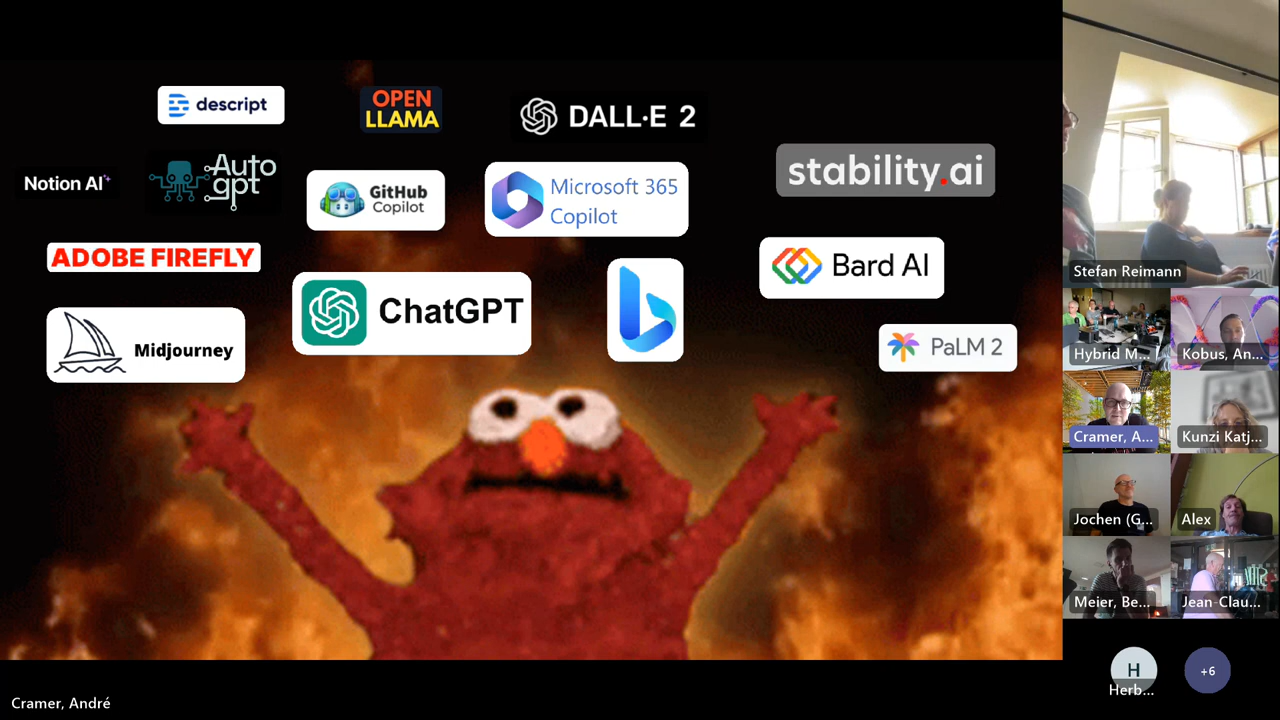 descript
OPEN
LLAMA
DALL·E 2
Notion AI
Auto
gpt
GitHub
Copilot
Microsoft 365
Copilot
stability.ai
ADOBE FIREFLY
ChatGPT
Bard AI
Midjourney
PaLM 2
Stefan Reimann
Hybrid M...
Kobus, An...
Cramer, A...
Kunzi Katj...
Jochen (G...
Alex
Meier, Be...
Jean-Clau...
H
Herb...
+6
Cramer, André